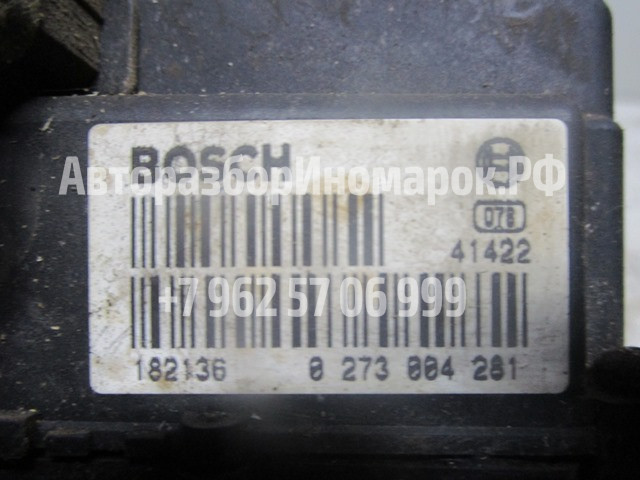 BOSCH
АвторазборИномарок.РФ
078
41422
+7 962 57 06 999
182136 0 273 004 281